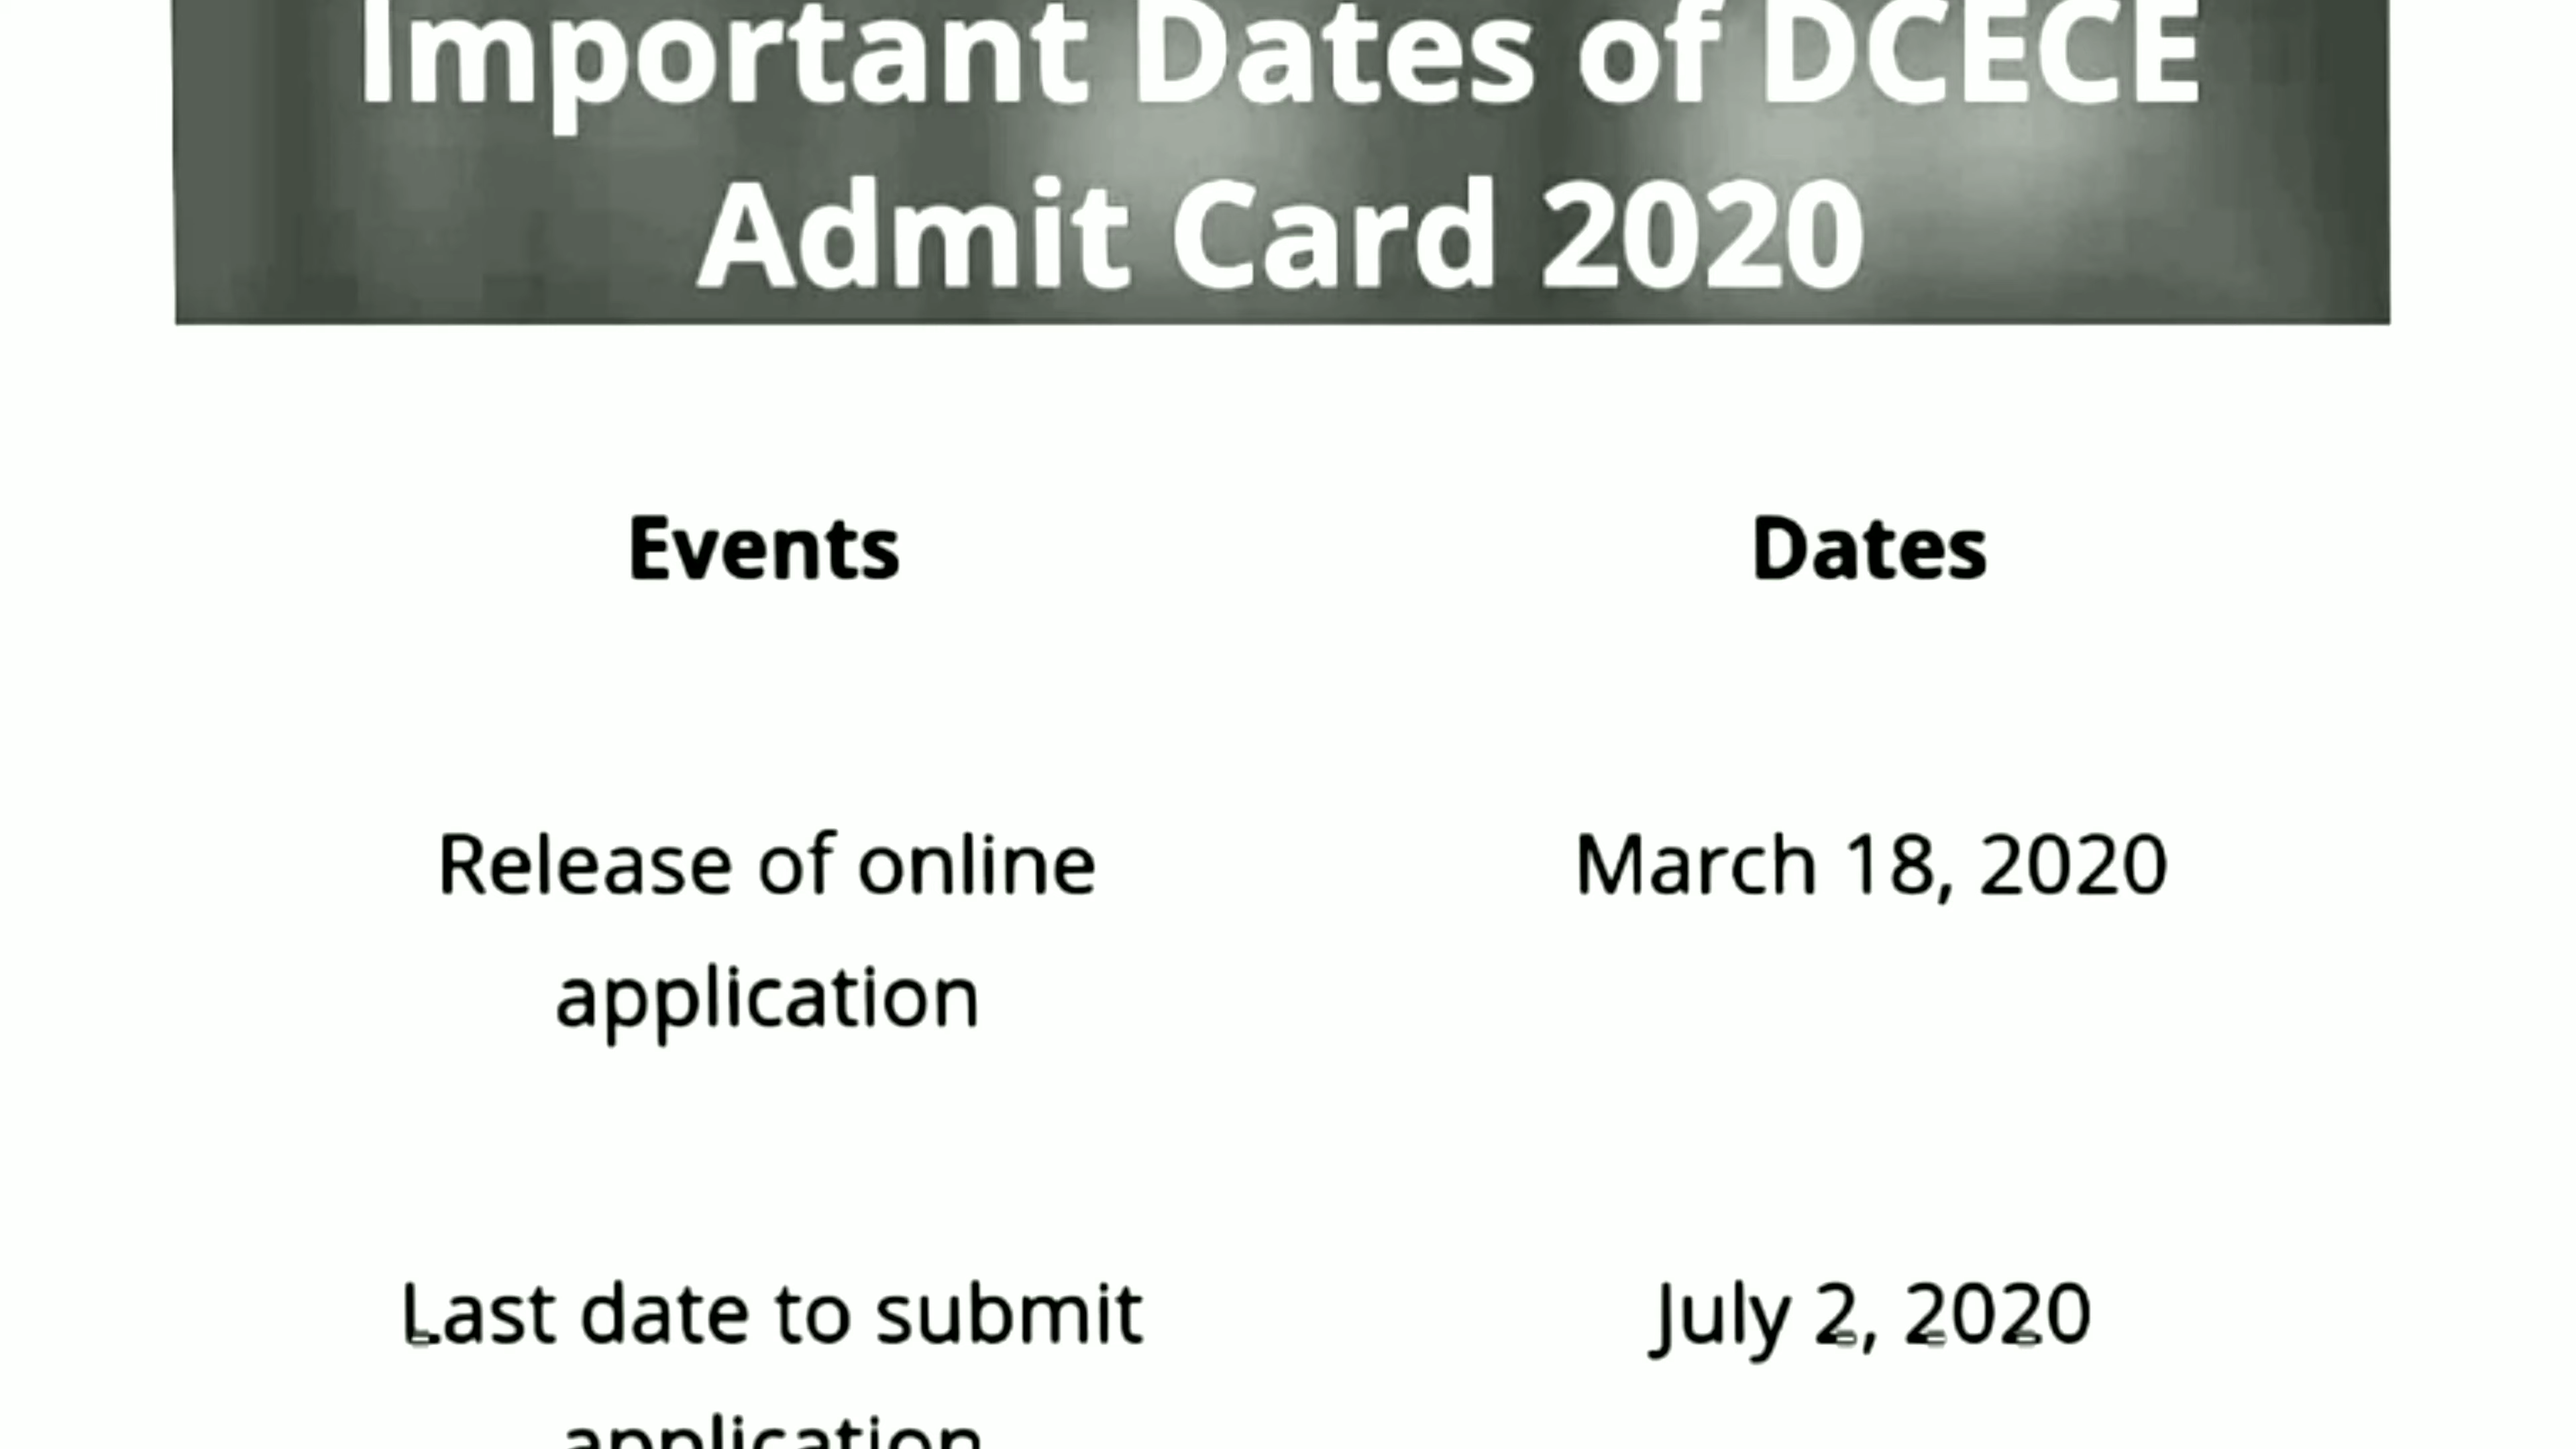 Important Dates of DCECE
Admit Card 2020
Events Dates
Release of online March 18, 2020
application
Last date to submit July 2, 2020
application